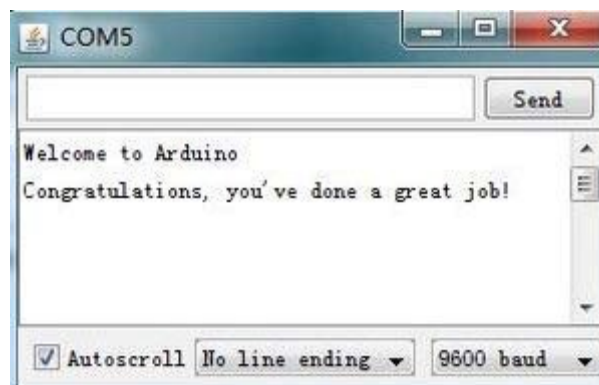 COM5
Send
Welcome to Arduino
Congratulations, you've done a great job!
Autoscroll No line ending 9600 baud